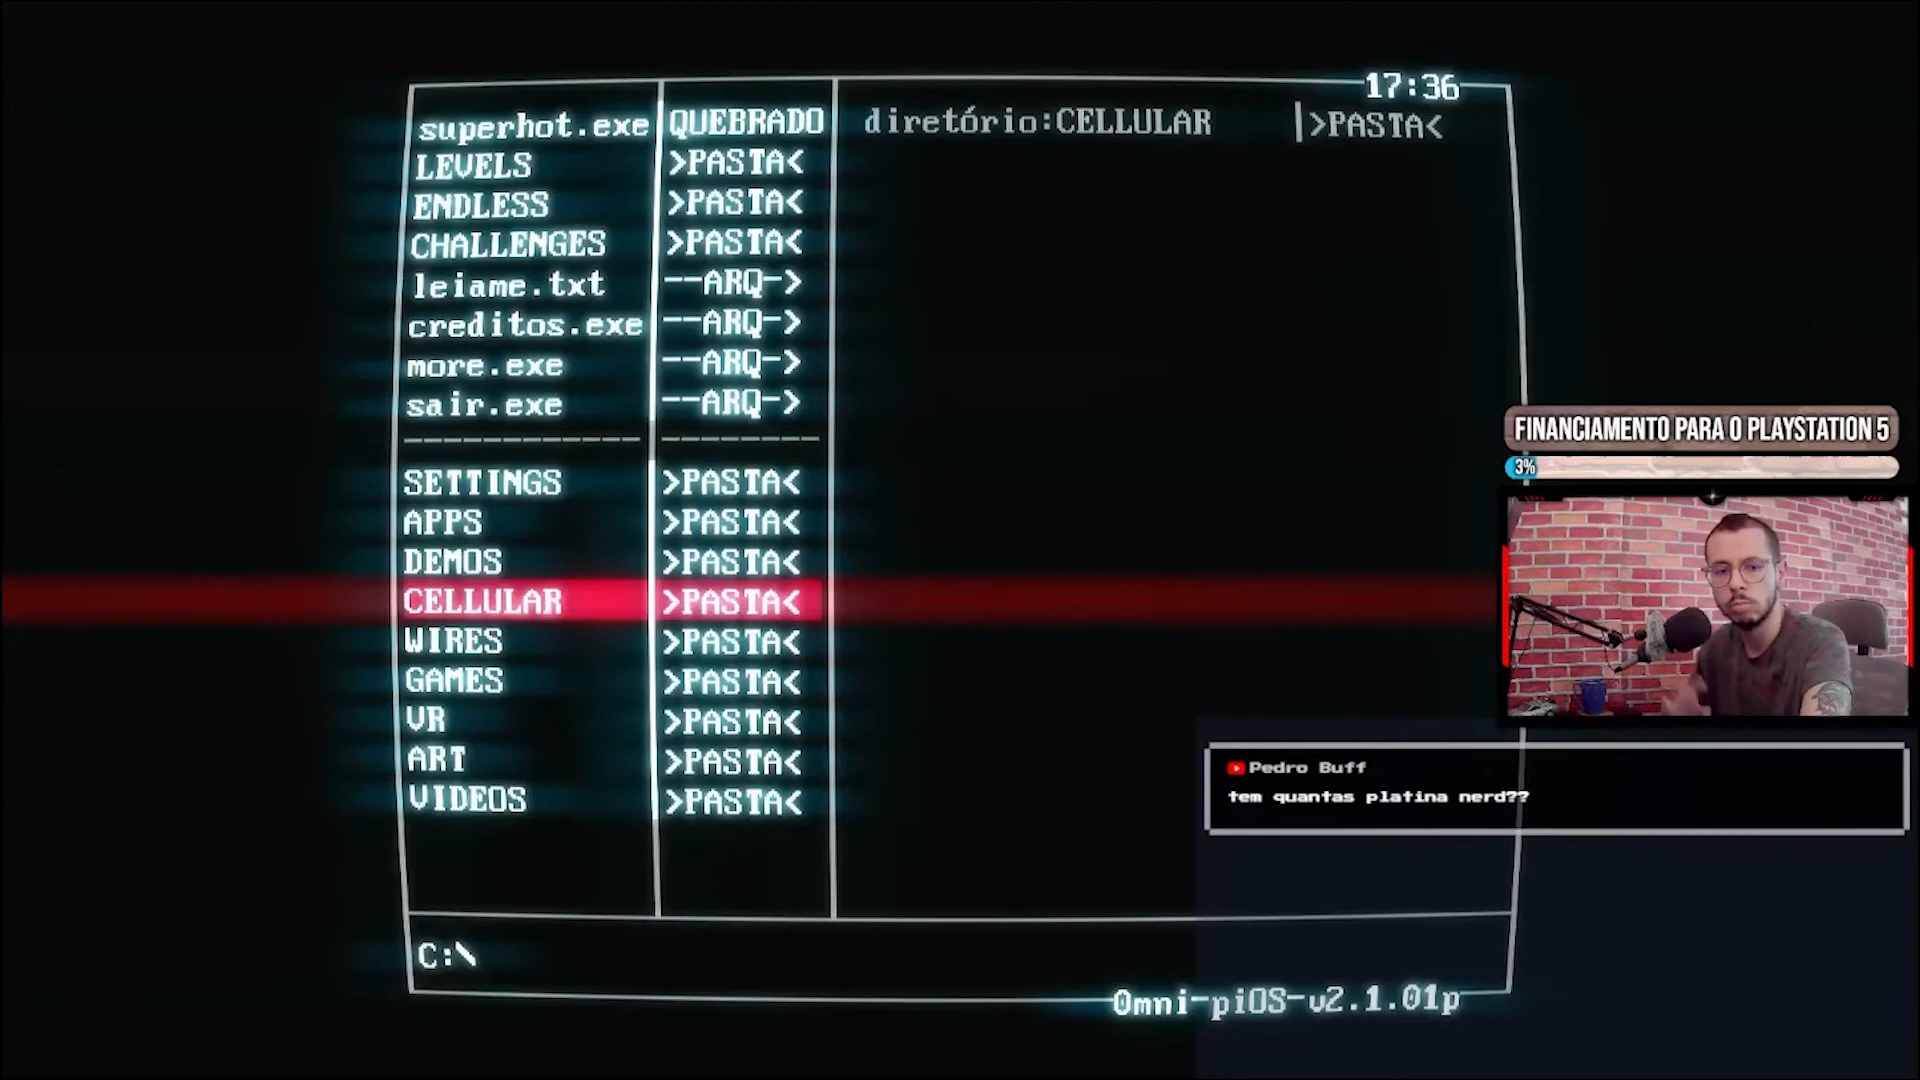 17:36
superhot.exe QUEBRADO
LEVELS >PASTA<
ENDLESS >PASTA<
CHALLENGES >PASTA<
leiame.txt --ARQ->
creditos.exe --ARQ->
more.exe --ARQ->
sair.exe --ARQ->
SETTINGS >PASTA<
APPS >PASTA<
DEMOS >PASTA<
CELLULAR >PASTA<
WIRES >PASTA<
GAMES >PASTA<
VR >PASTA<
ART >PASTA<
VIDEOS >PASTA<
diretório:CELLULAR |>PASTA<
C:\
0mni-piOS-v2.1.01p
FINANCIAMENTO PARA O PLAYSTATION 5
3%
Pedro Buff
tem quantas platina nerd??